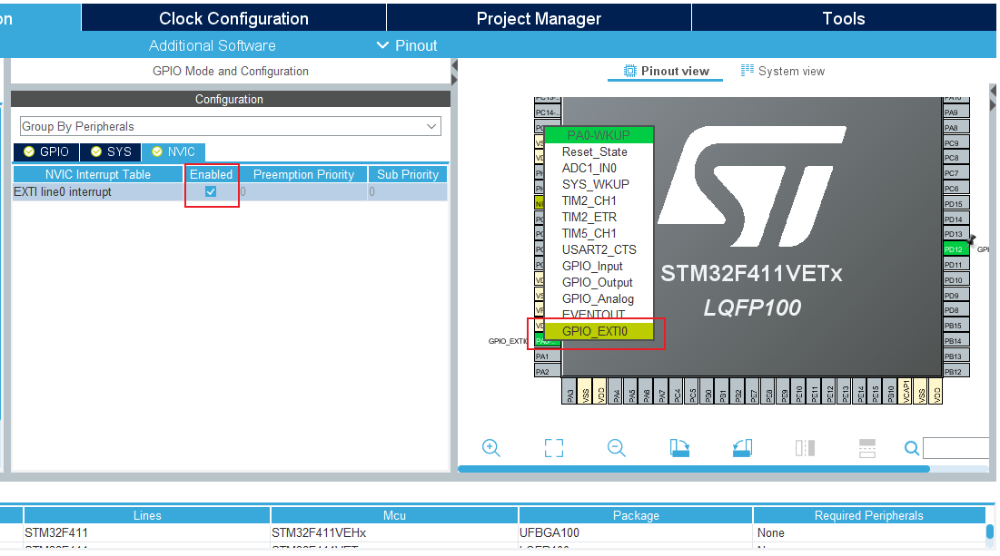 on
Clock Configuration
Project Manager
Tools
Additional Software
Pinout
GPIO Mode and Configuration
Pinout view
System view
Configuration
Group By Peripherals
GPIO
SYS
NVIC
NVIC Interrupt Table
Enabled
Preemption Priority
Sub Priority
EXTI line0 interrupt
0
0
PC14-...
PA0-WKUP
Reset_State
ADC1_IN0
SYS_WKUP
TIM2_CH1
TIM2_ETR
TIM5_CH1
USART2_CTS
GPIO_Input
GPIO_Output
GPIO_Analog
EVENTOUT
GPIO_EXTI0
GPIO_EXTI0
PA0-...
PA1
PA2
ST
STM32F411VETx
LQFP100
PA10
PA9
PA8
PC9
PC8
PC7
PC6
PD15
PD14
PD13
PD12
GPI
PD11
PD10
PD9
PD8
PB15
PB14
PB13
PB12
PA3
VSS
VDD
PA4
PA5
PA6
PA7
PC4
PC5
PB0
PB1
PB2
PE7
PE8
PE9
PE10
PE11
PE12
PE13
PE14
PE15
PB10
VCAP1
VSS
VDD
Lines
Mcu
Package
Required Peripherals
STM32F411
STM32F411VEHx
UFBGA100
None